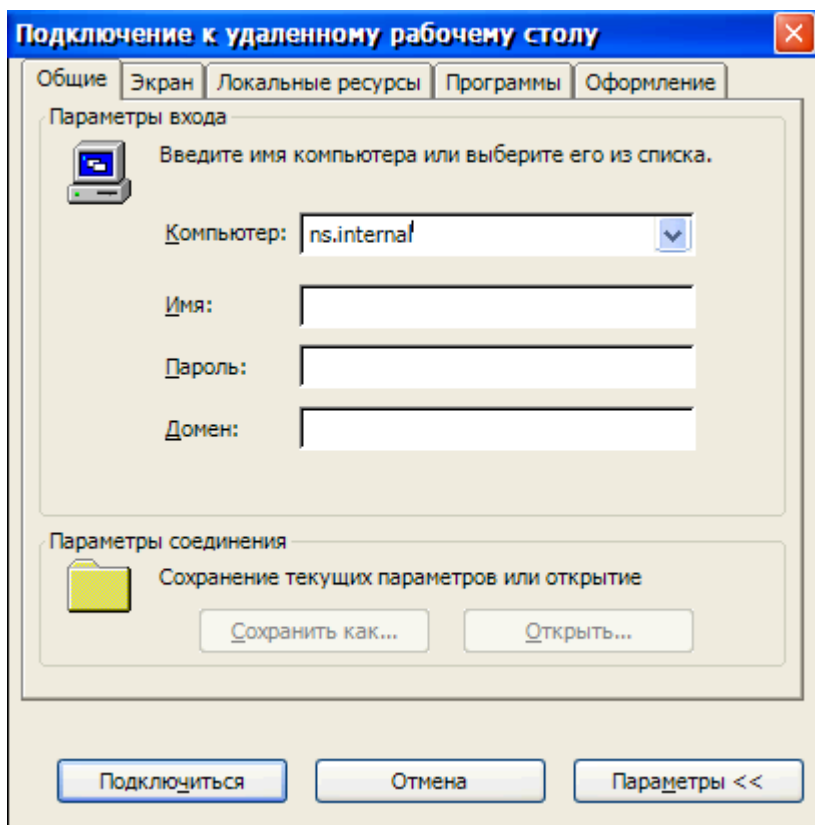 Подключение к удаленному рабочему столу
Общие Экран Локальные ресурсы Программы Оформление
Параметры входа
Введите имя компьютера или выберите его из списка.
Компьютер: ns.internal
Имя:
Пароль:
Домен:
Параметры соединения
Сохранение текущих параметров или открытие
Сохранить как... Открыть...
Подключиться Отмена Параметры <<